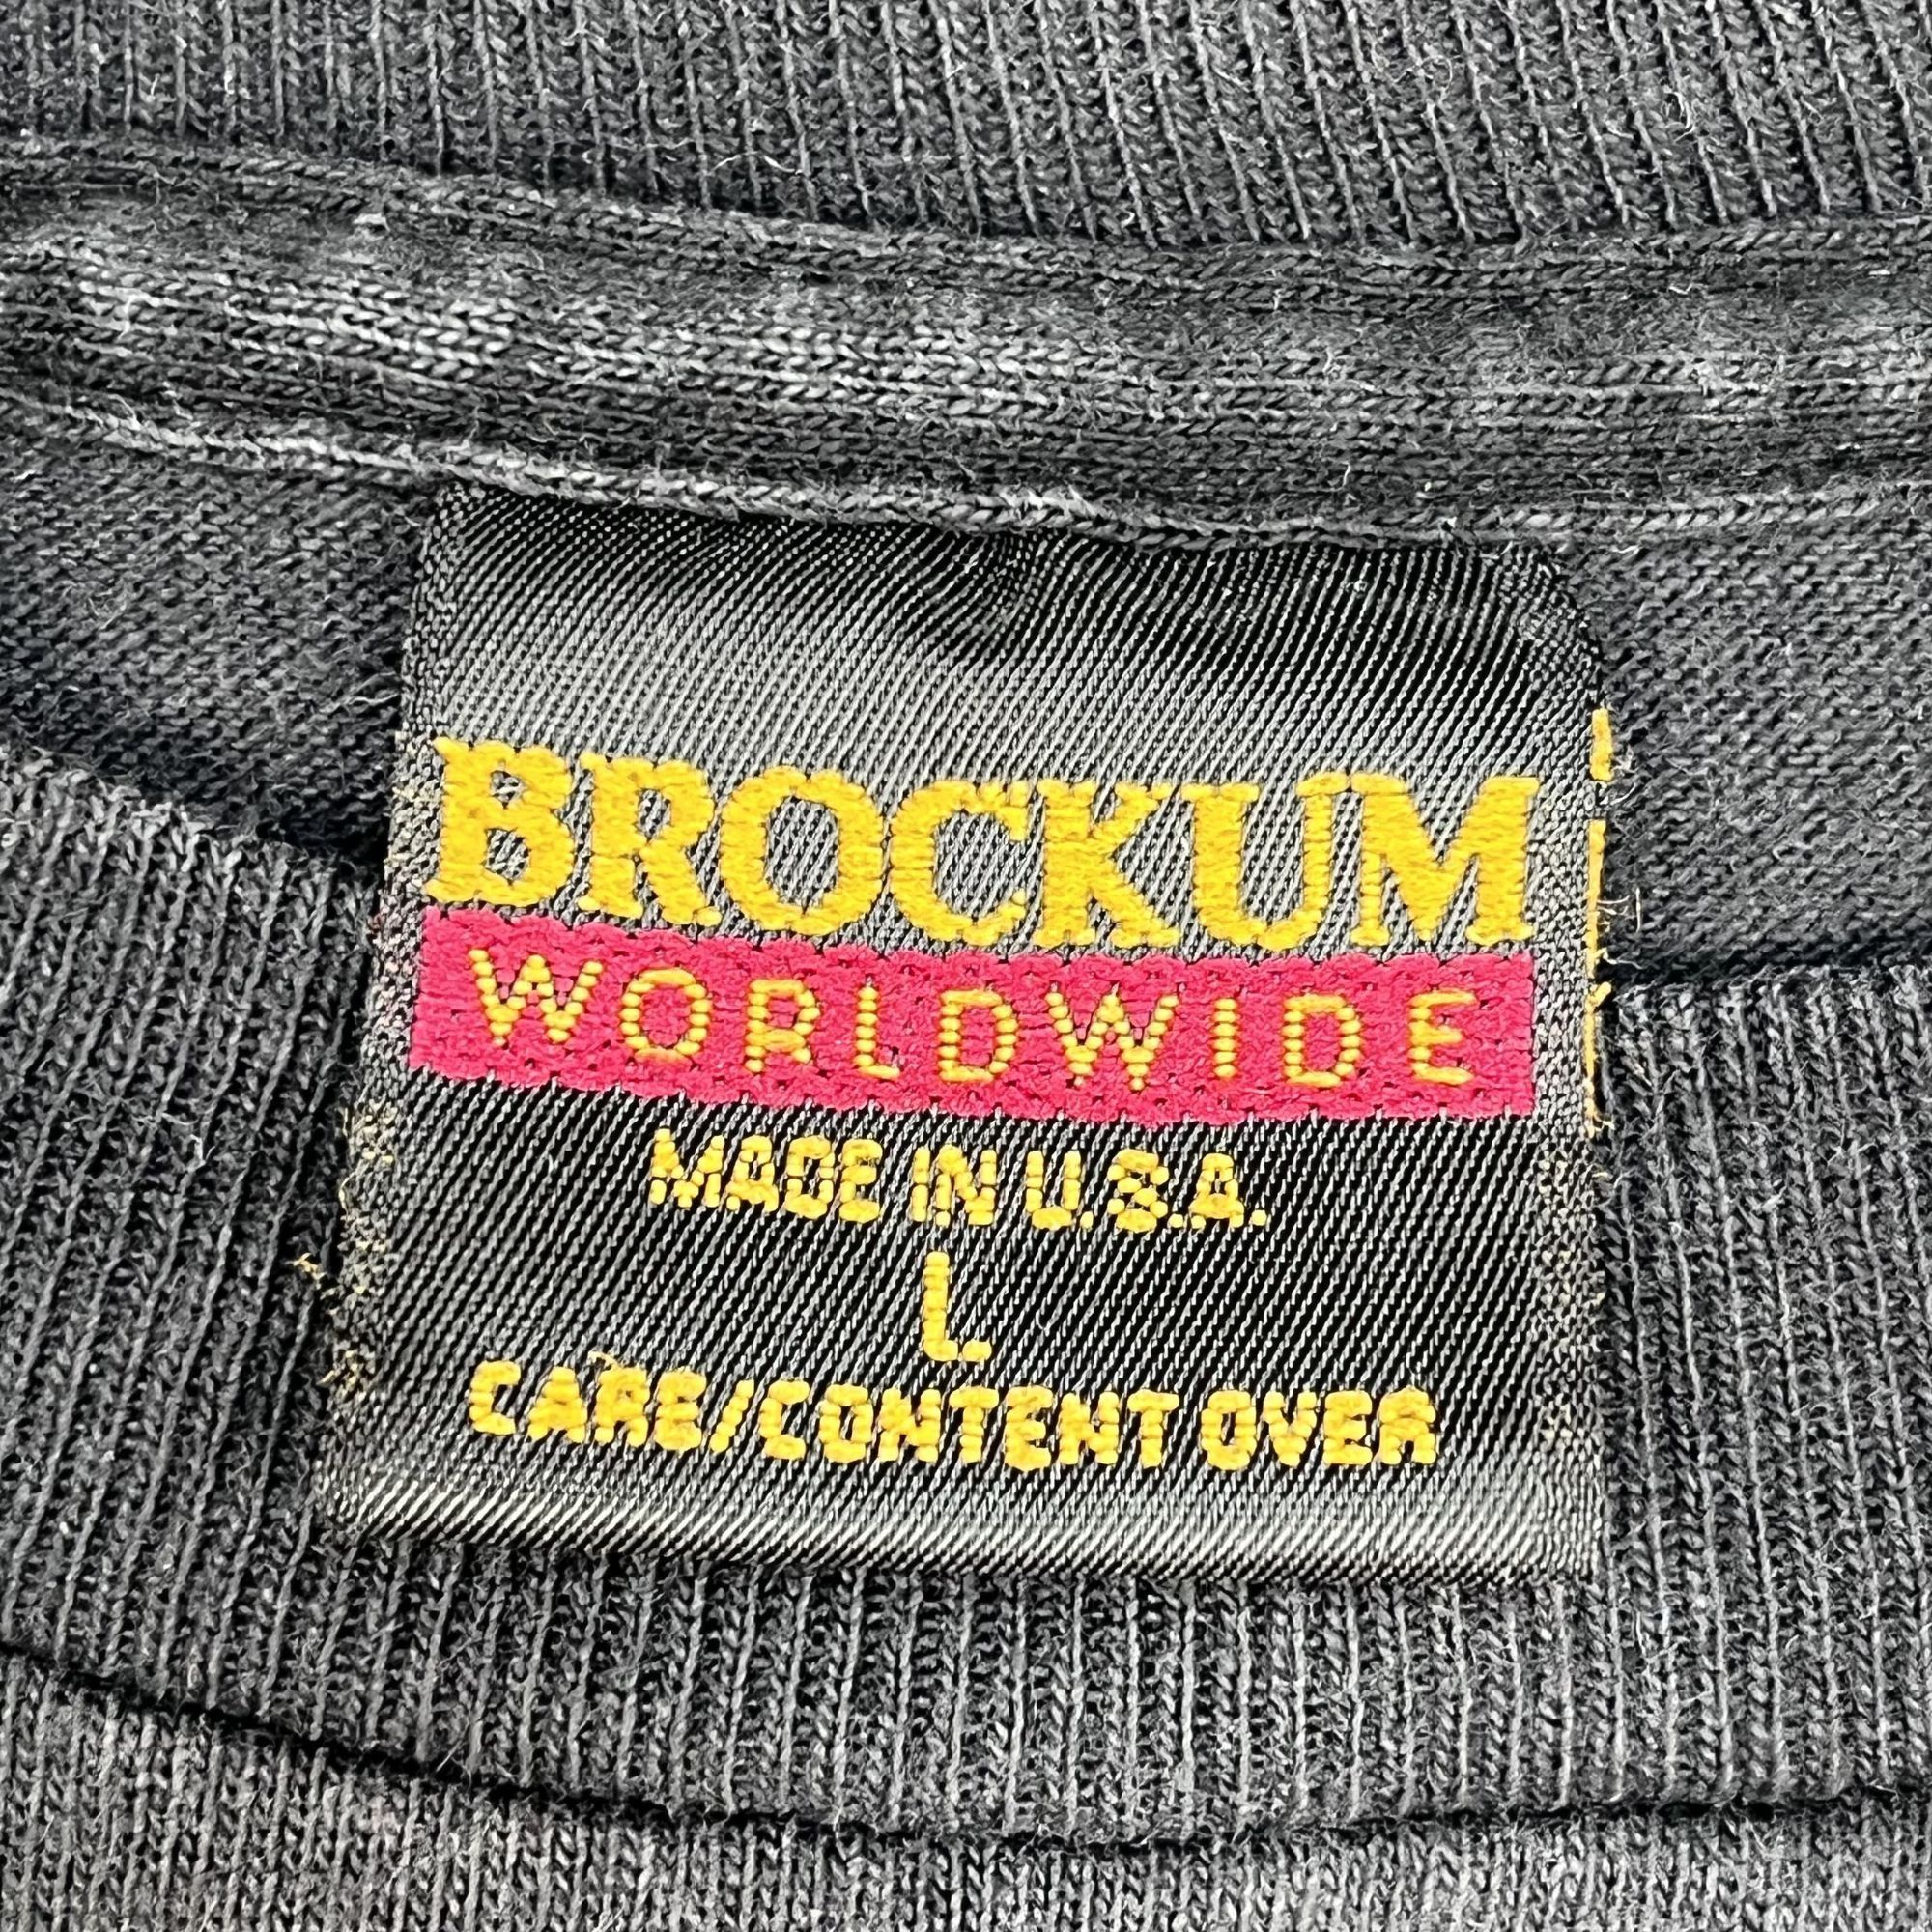 BROCKUM
WORLDWIDE
MADE IN U.S.A.
L
CARE/CONTENT OVER